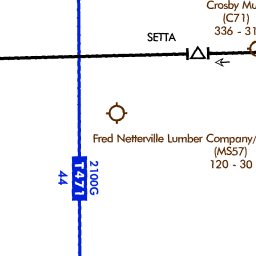 Crosby Mu
(C71)
336 - 31
SETTA
Fred Netterville Lumber Company/
(MS57)
120 - 30
T471
2100G
44